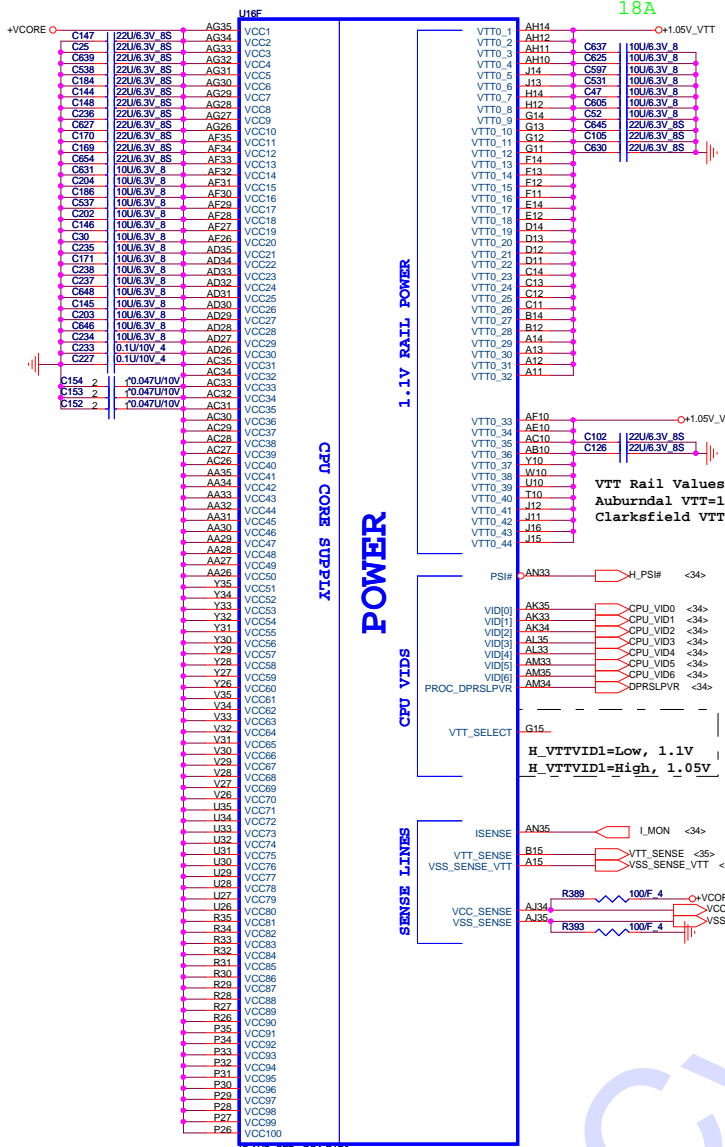 18A
U16F
+VCORE
C147 22U/6.3V_8S
C25 22U/6.3V_8S
C639 22U/6.3V_8S
C538 22U/6.3V_8S
C184 22U/6.3V_8S
C144 22U/6.3V_8S
C148 22U/6.3V_8S
C236 22U/6.3V_8S
C627 22U/6.3V_8S
C170 22U/6.3V_8S
C169 22U/6.3V_8S
C654 22U/6.3V_8S
C631 10U/6.3V_8
C204 10U/6.3V_8
C186 10U/6.3V_8
C537 10U/6.3V_8
C202 10U/6.3V_8
C146 10U/6.3V_8
C30 10U/6.3V_8
C235 10U/6.3V_8
C171 10U/6.3V_8
C238 10U/6.3V_8
C237 10U/6.3V_8
C648 10U/6.3V_8
C145 10U/6.3V_8
C203 10U/6.3V_8
C646 10U/6.3V_8
C234 10U/6.3V_8
C233 0.1U/10V_4
C227 0.1U/10V_4
C154 2 1 *0.047U/10V
C153 2 1 *0.047U/10V
C152 2 1 *0.047U/10V
AG35 VCC1
AG34 VCC2
AG33 VCC3
AG32 VCC4
AG31 VCC5
AG30 VCC6
AG29 VCC7
AG28 VCC8
AG27 VCC9
AG26 VCC10
AF35 VCC11
AF34 VCC12
AF33 VCC13
AF32 VCC14
AF31 VCC15
AF30 VCC16
AF29 VCC17
AF28 VCC18
AF27 VCC19
AF26 VCC20
AD35 VCC21
AD34 VCC22
AD33 VCC23
AD32 VCC24
AD31 VCC25
AD30 VCC26
AD29 VCC27
AD28 VCC28
AD27 VCC29
AD26 VCC30
AC35 VCC31
AC34 VCC32
AC33 VCC33
AC32 VCC34
AC31 VCC35
AC30 VCC36
AC29 VCC37
AC28 VCC38
AC27 VCC39
AC26 VCC40
AA35 VCC41
AA34 VCC42
AA33 VCC43
AA32 VCC44
AA31 VCC45
AA30 VCC46
AA29 VCC47
AA28 VCC48
AA27 VCC49
AA26 VCC50
Y35 VCC51
Y34 VCC52
Y33 VCC53
Y32 VCC54
Y31 VCC55
Y30 VCC56
Y29 VCC57
Y28 VCC58
Y27 VCC59
Y26 VCC60
V35 VCC61
V34 VCC62
V33 VCC63
V32 VCC64
V31 VCC65
V30 VCC66
V29 VCC67
V28 VCC68
V27 VCC69
V26 VCC70
U35 VCC71
U34 VCC72
U33 VCC73
U32 VCC74
U31 VCC75
U30 VCC76
U29 VCC77
U28 VCC78
U27 VCC79
U26 VCC80
R35 VCC81
R34 VCC82
R33 VCC83
R32 VCC84
R31 VCC85
R30 VCC86
R29 VCC87
R28 VCC88
R27 VCC89
R26 VCC90
P35 VCC91
P34 VCC92
P33 VCC93
P32 VCC94
P31 VCC95
P30 VCC96
P29 VCC97
P28 VCC98
P27 VCC99
P26 VCC100
CPU CORE SUPPLY
POWER
1.1V RAIL POWER
CPU VIDS
SENSE LINES
VTT0_1 AH14
VTT0_2 AH12
VTT0_3 AH11
VTT0_4 AH10
VTT0_5 J14
VTT0_6 J13
VTT0_7 H14
VTT0_8 H12
VTT0_9 G14
VTT0_10 G13
VTT0_11 G12
VTT0_12 G11
VTT0_13 F14
VTT0_14 F13
VTT0_15 F12
VTT0_16 F11
VTT0_17 E14
VTT0_18 E12
VTT0_19 D14
VTT0_20 D13
VTT0_21 D12
VTT0_22 D11
VTT0_23 C14
VTT0_24 C13
VTT0_25 C12
VTT0_26 C11
VTT0_27 B14
VTT0_28 B12
VTT0_29 A14
VTT0_30 A13
VTT0_31 A12
VTT0_32 A11
+1.05V_VTT
C637 10U/6.3V_8
C625 10U/6.3V_8
C597 10U/6.3V_8
C531 10U/6.3V_8
C47 10U/6.3V_8
C605 10U/6.3V_8
C52 10U/6.3V_8
C645 22U/6.3V_8S
C105 22U/6.3V_8S
C630 22U/6.3V_8S
VTT0_33 AF10
VTT0_34 AE10
VTT0_35 AC10
VTT0_36 AB10
VTT0_37 Y10
VTT0_38 W10
VTT0_39 U10
VTT0_40 T10
VTT0_41 J12
VTT0_42 J11
VTT0_43 J16
VTT0_44 J15
+1.05V_V
C102 22U/6.3V_8S
C126 22U/6.3V_8S
VTT Rail Values
Auburndal VTT=1
Clarksfield VTT
PSI# AN33 H_PSI# <34>
VID[0] AK35 CPU_VID0 <34>
VID[1] AK33 CPU_VID1 <34>
VID[2] AK34 CPU_VID2 <34>
VID[3] AL35 CPU_VID3 <34>
VID[4] AL33 CPU_VID4 <34>
VID[5] AM33 CPU_VID5 <34>
VID[6] AM35 CPU_VID6 <34>
PROC_DPRSLPVR AM34 DPRSLPVR <34>
VTT_SELECT G15
H_VTTVID1=Low, 1.1V
H_VTTVID1=High, 1.05V
ISENSE AN35 I_MON <34>
VTT_SENSE B15 VTT_SENSE <35>
VSS_SENSE_VTT A15 VSS_SENSE_VTT <
R389 100/F_4 +VCOR
VCC_SENSE AJ34 VCC
VSS_SENSE AJ35 VSS
R393 100/F_4